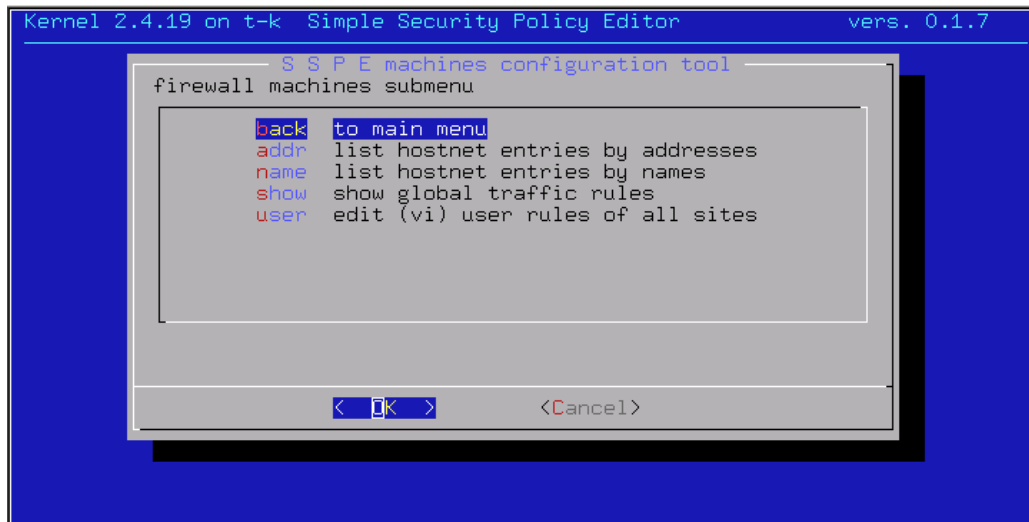 Kernel 2.4.19 on t-k  Simple Security Policy Editor  vers. 0.1.7
S S P E machines configuration tool
firewall machines submenu
back  to main menu
addr  list hostnet entries by addresses
name  list hostnet entries by names
show  show global traffic rules
user  edit (vi) user rules of all sites
<  OK  >  <Cancel>